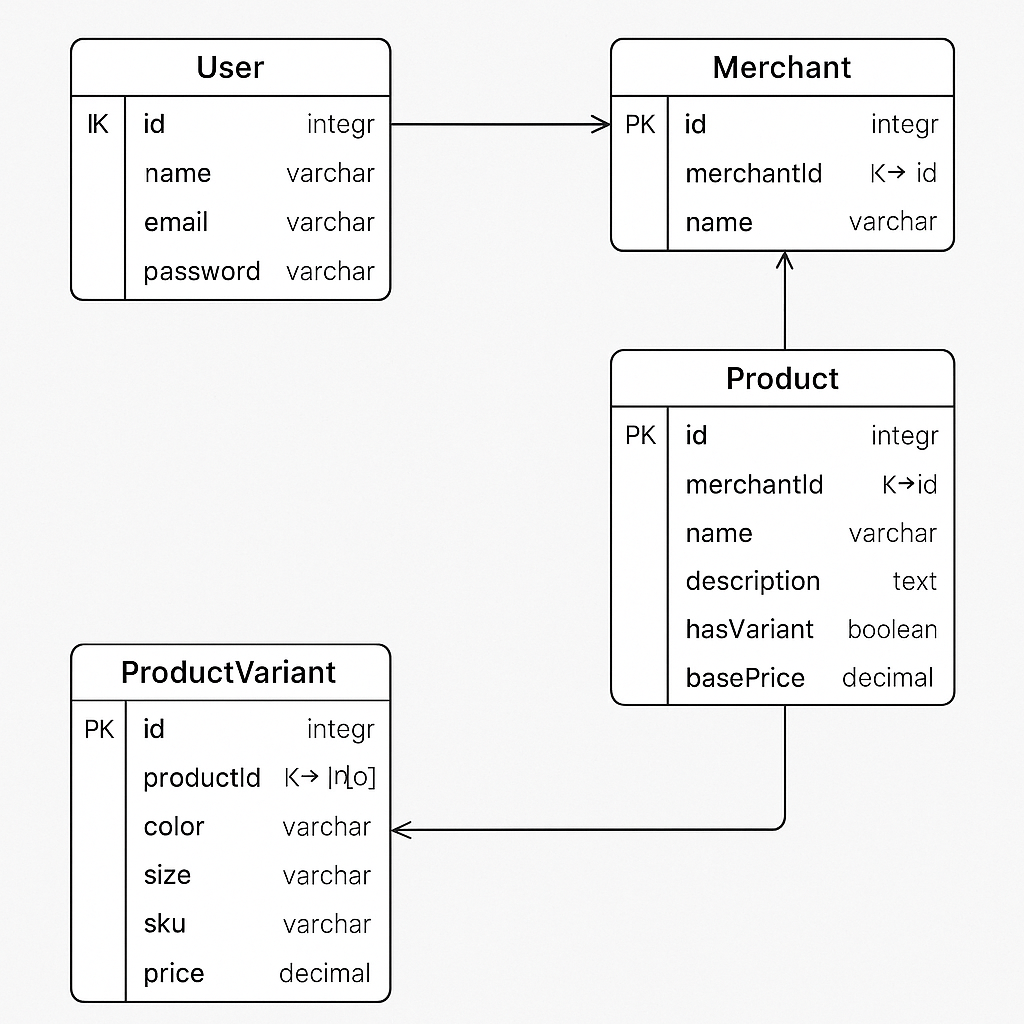 User
IK id integr
name varchar
email varchar
password varchar
Merchant
PK id integr
merchantId K→ id
name varchar
Product
PK id integr
merchantId K→id
name varchar
description text
hasVariant boolean
basePrice decimal
ProductVariant
PK id integr
productId K→
color varchar
size varchar
sku varchar
price decimal